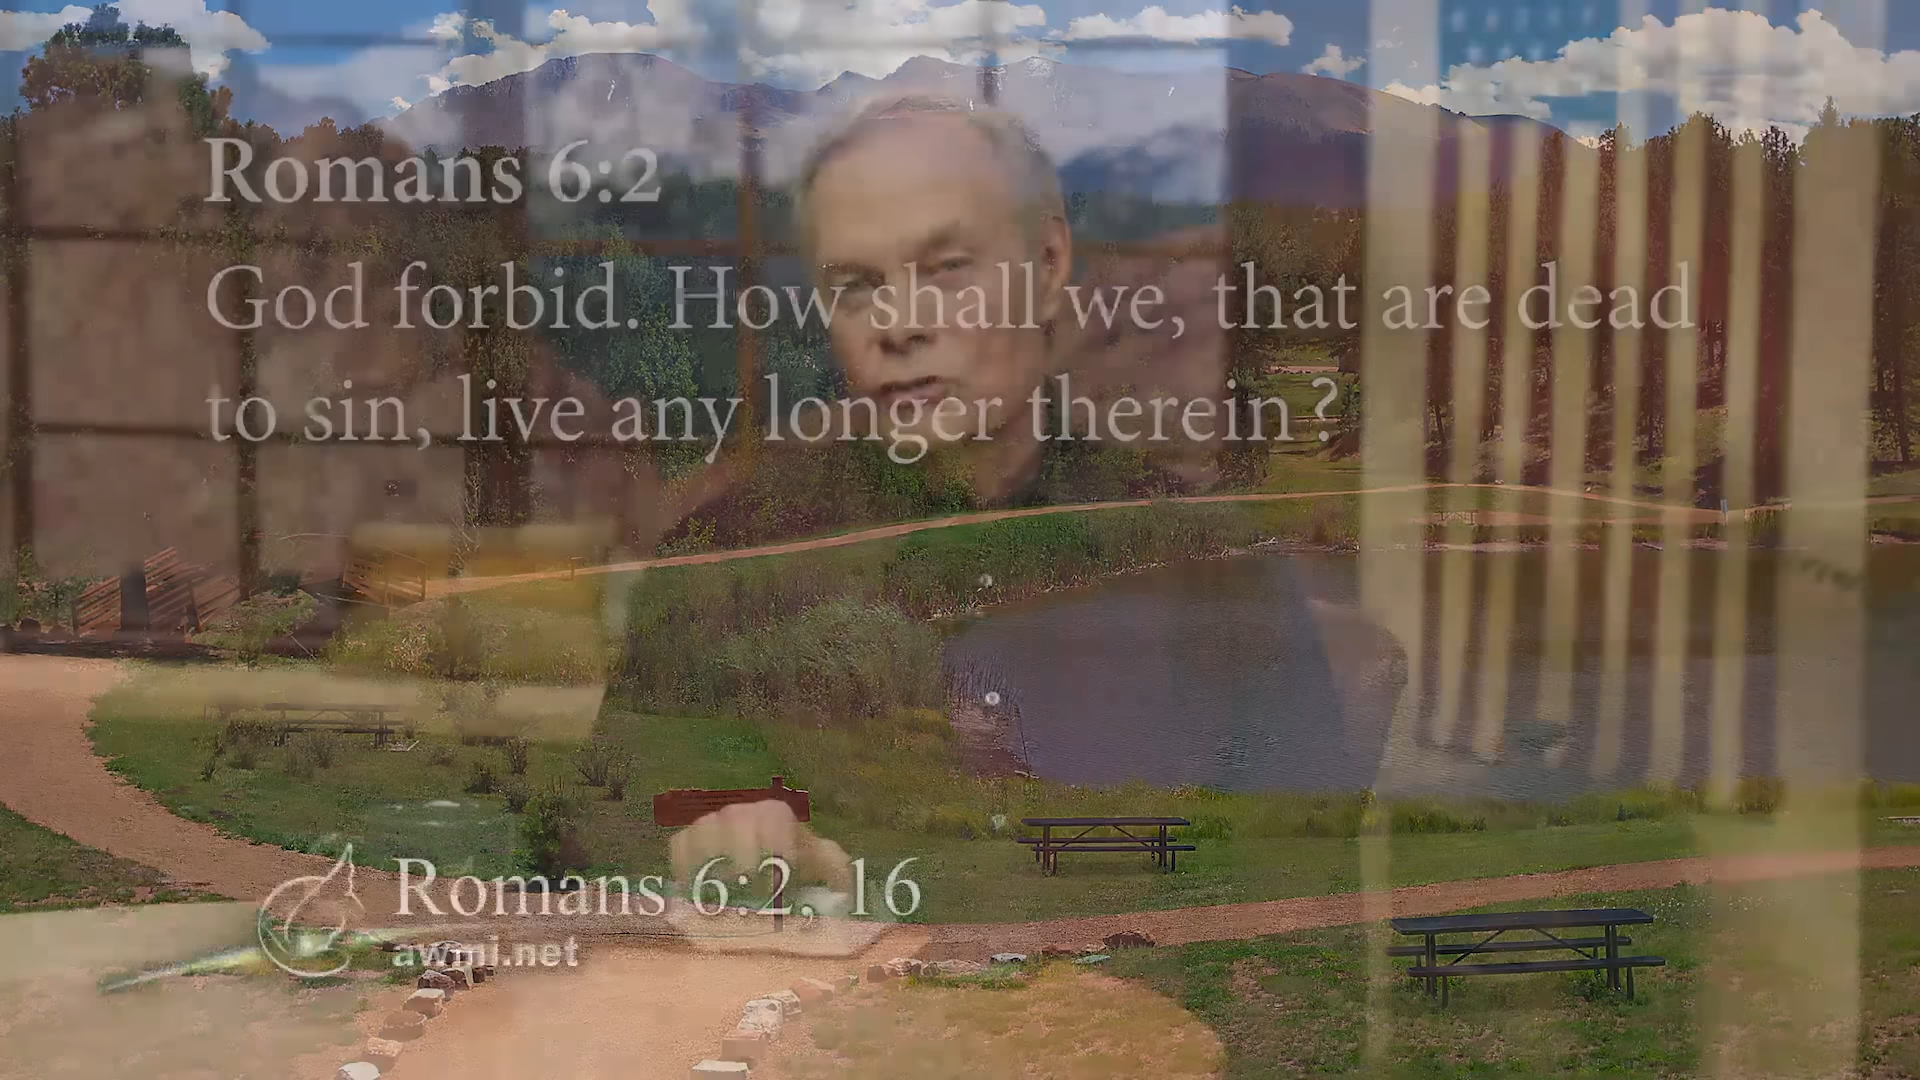 Romans 6:2
God forbid. How shall we, that are dead
to sin, live any longer therein?
Romans 6:2, 16
awmi.net